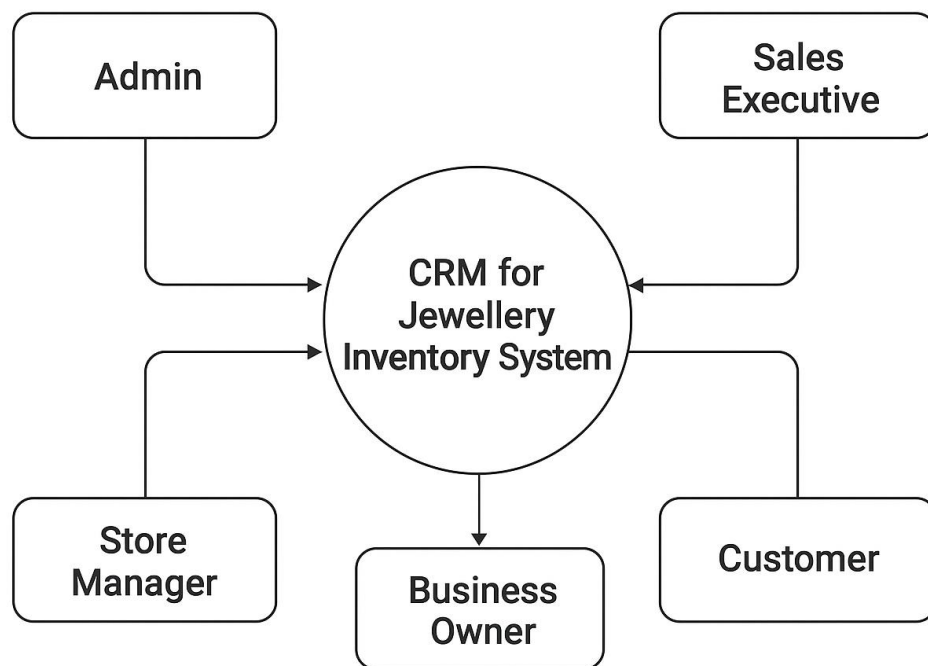 Admin
Sales
Executive
CRM for
Jewellery
Inventory System
Store
Manager
Business
Owner
Customer